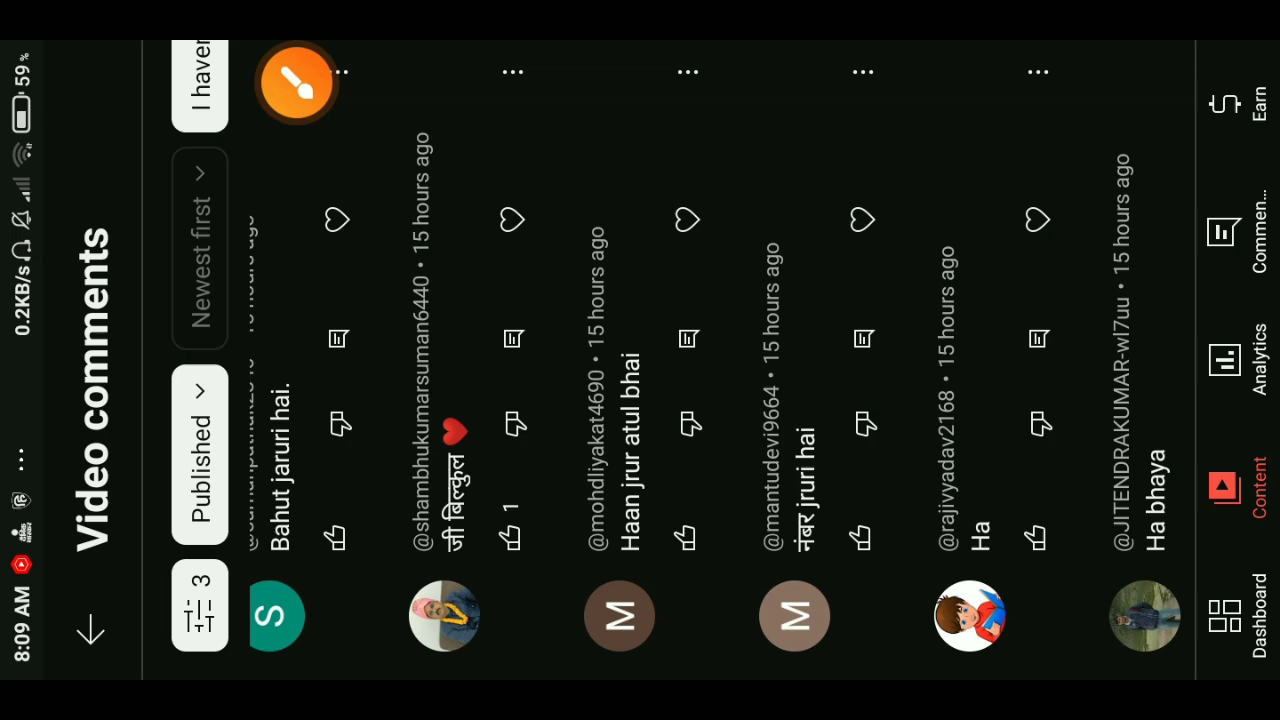 8:09 AM
0.2KB/s
59%
Video comments
3
Published
Newest first
I haven
S
Bahut jaruri hai.
@shambhukumarsuman6440 • 15 hours ago
जी बिल्कुल ❤️
1
M
@mohdliyakat4690 • 15 hours ago
Haan jrur atul bhai
M
@mantudevi9664 • 15 hours ago
नंबर jruri hai
@rajivyadav2168 • 15 hours ago
Ha
@JITENDRAKUMAR-wl7uu • 15 hours ago
Ha bhaya
Dashboard
Content
Analytics
Commen...
Earn